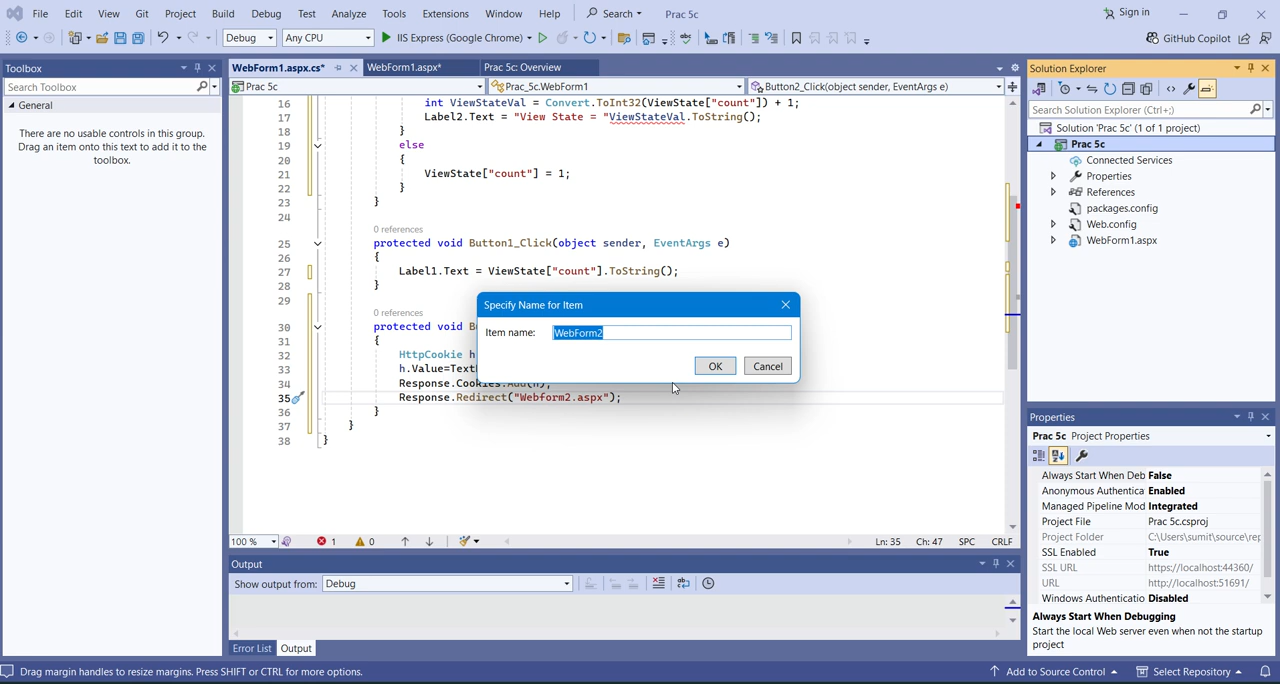 File Edit View Git Project Build Debug Test Analyze Tools Extensions Window Help Search Prac 5c Sign in
Debug Any CPU IIS Express (Google Chrome) GitHub Copilot
Toolbox
Search Toolbox
General
There are no usable controls in this group.
Drag an item onto this text to add it to the
toolbox.
WebForm1.aspx.cs* WebForm1.aspx* Prac 5c: Overview
Prac 5c Prac_5c.WebForm1 Button2_Click(object sender, EventArgs e)
16 int ViewStateVal = Convert.ToInt32(ViewState["count"]) + 1;
17 Label2.Text = "View State = "ViewStateVal.ToString();
18 }
19 else
20 {
21 ViewState["count"] = 1;
22 }
23 }
24
0 references
25 protected void Button1_Click(object sender, EventArgs e)
26 {
27 Label1.Text = ViewState["count"].ToString();
28 }
29
0 references
30 protected void B
31 {
32 HttpCookie h
33 h.Value=Text
34 Response.Cookies.Add(h);
35 Response.Redirect("Webform2.aspx");
36 }
37 }
38 }
Specify Name for Item
Item name: WebForm2
OK Cancel
100 % 1 0 Ln: 35 Ch: 47 SPC CRLF
Output
Show output from: Debug
Error List Output
Solution Explorer
Search Solution Explorer (Ctrl+;)
Solution 'Prac 5c' (1 of 1 project)
Prac 5c
Connected Services
Properties
References
packages.config
Web.config
WebForm1.aspx
Properties
Prac 5c Project Properties
Always Start When Deb False
Anonymous Authentica Enabled
Managed Pipeline Mod Integrated
Project File Prac 5c.csproj
Project Folder C:\Users\sumit\source\rep
SSL Enabled True
SSL URL https://localhost:44360/
URL http://localhost:51691/
Windows Authenticatio Disabled
Always Start When Debugging
Start the local Web server even when not the startup
project
Drag margin handles to resize margins. Press SHIFT or CTRL for more options. Add to Source Control Select Repository